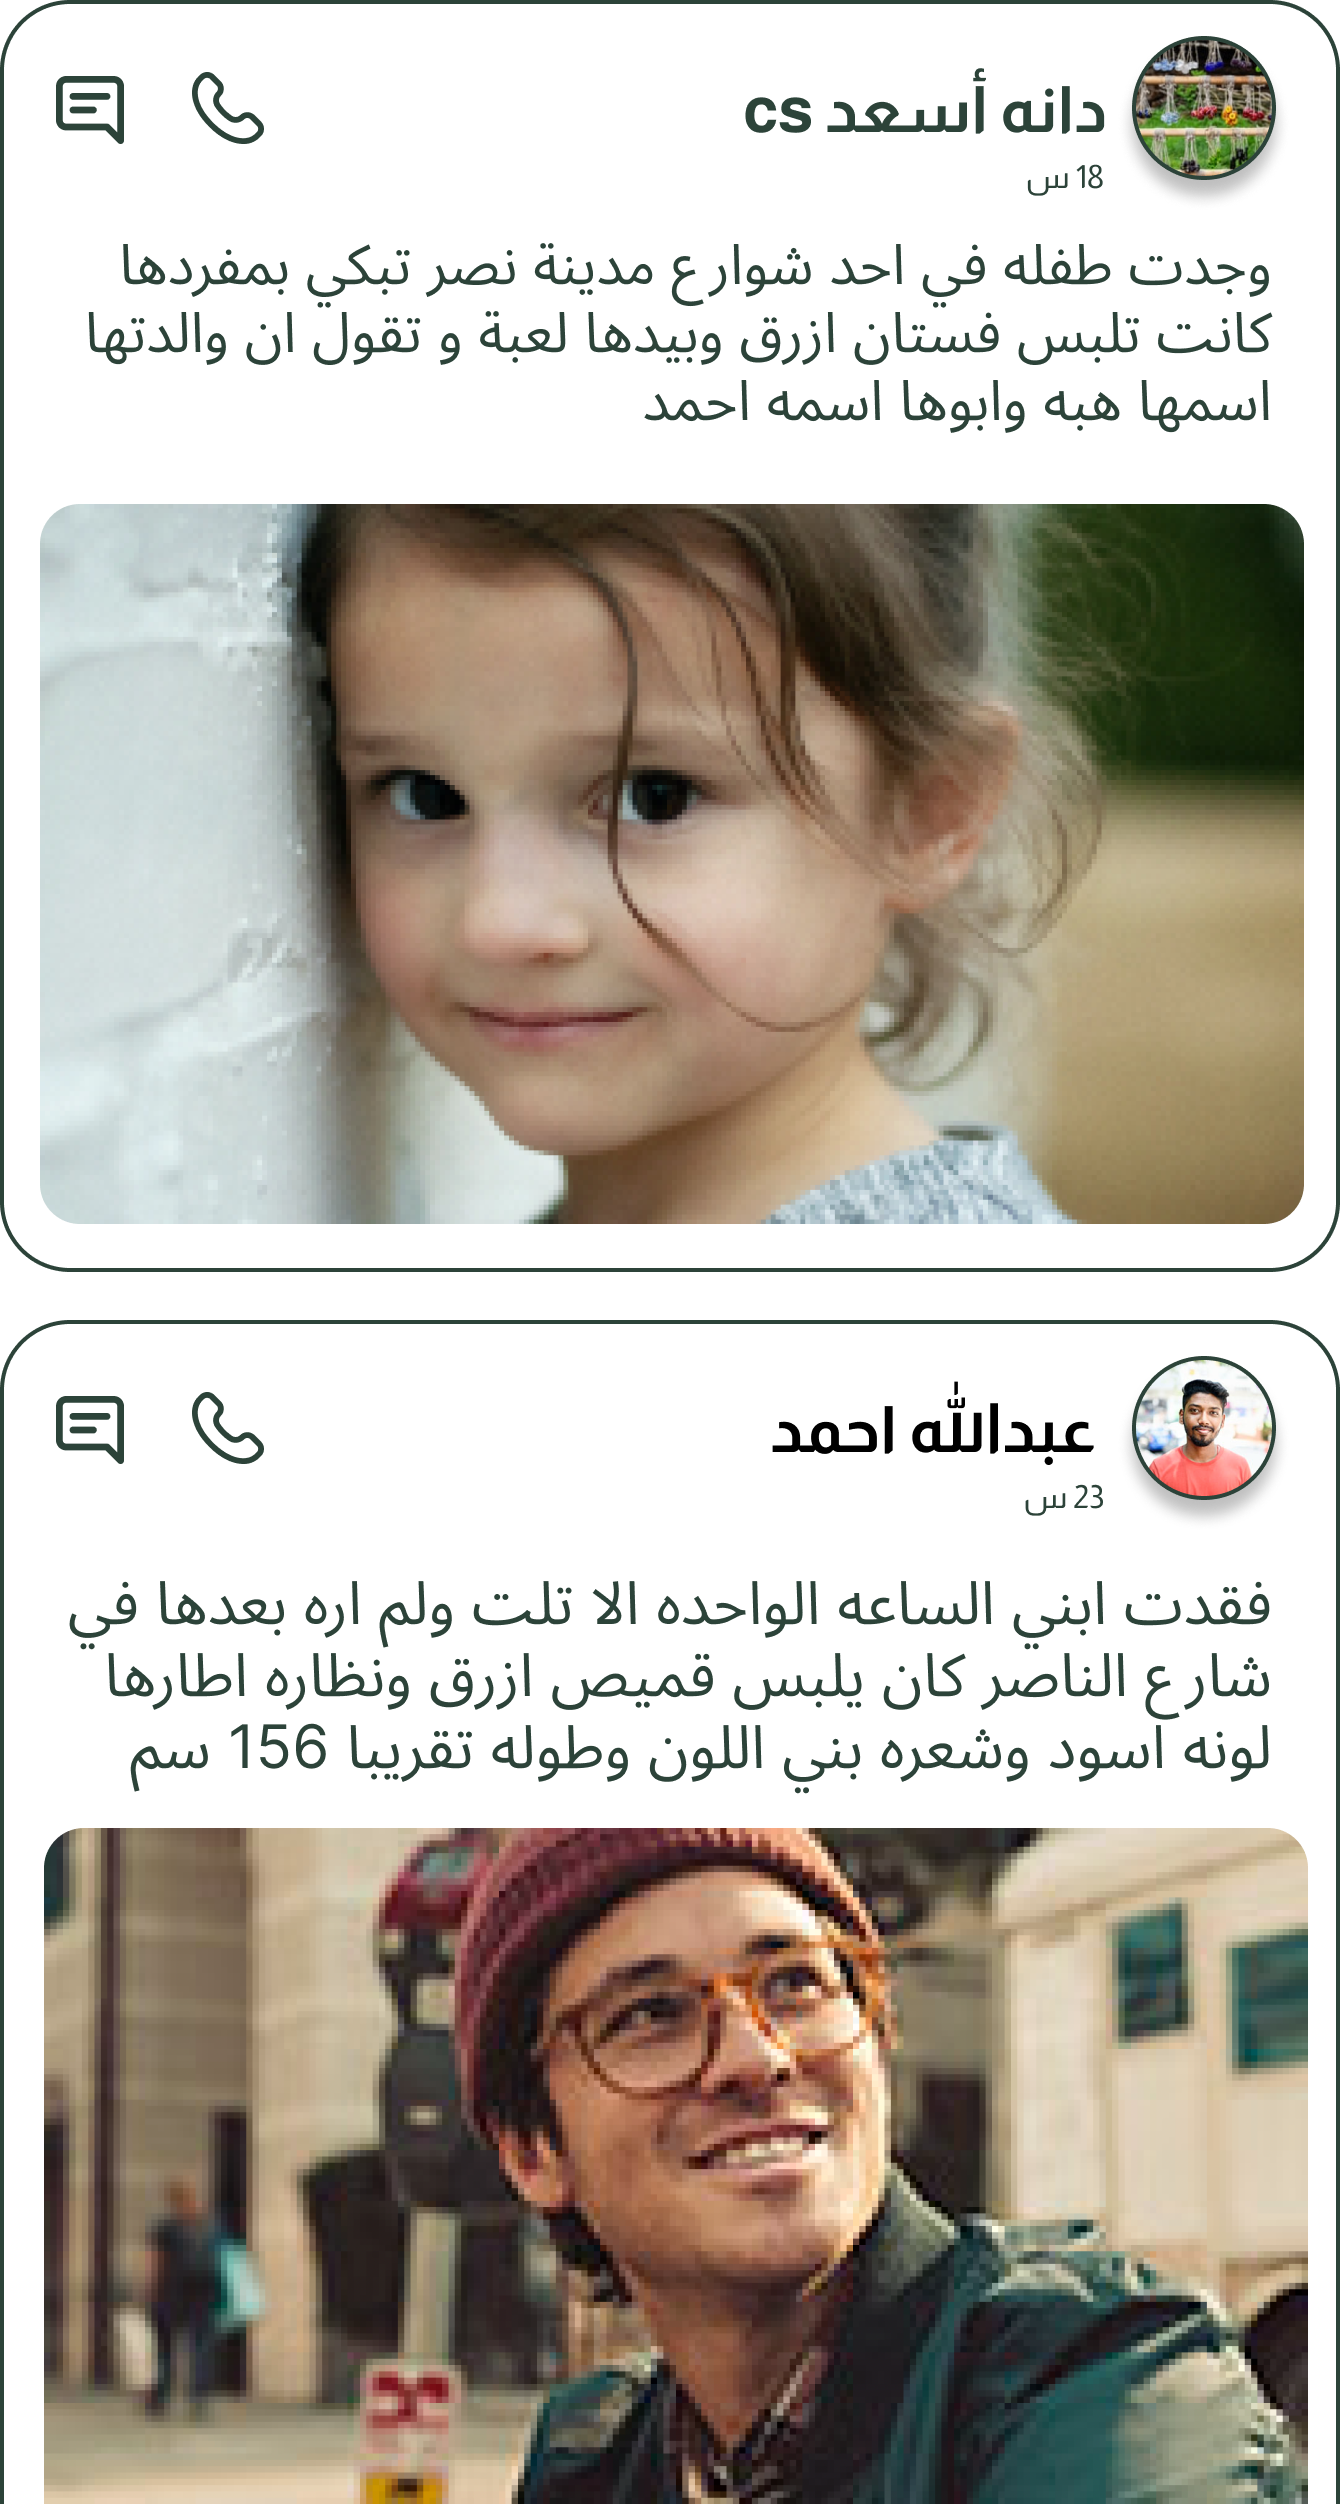 دانه أسعد cs
18 س
وجدت طفله في احد شوارع مدينة نصر تبكي بمفردها
كانت تلبس فستان ازرق وبيدها لعبة و تقول ان والدتها
اسمها هبه وابوها اسمه احمد
عبدالله احمد
23 س
فقدت ابني الساعه الواحده الا تلت ولم اره بعدها في
شارع الناصر كان يلبس قميص ازرق ونظاره اطارها
لونه اسود وشعره بني اللون وطوله تقريبا 156 سم